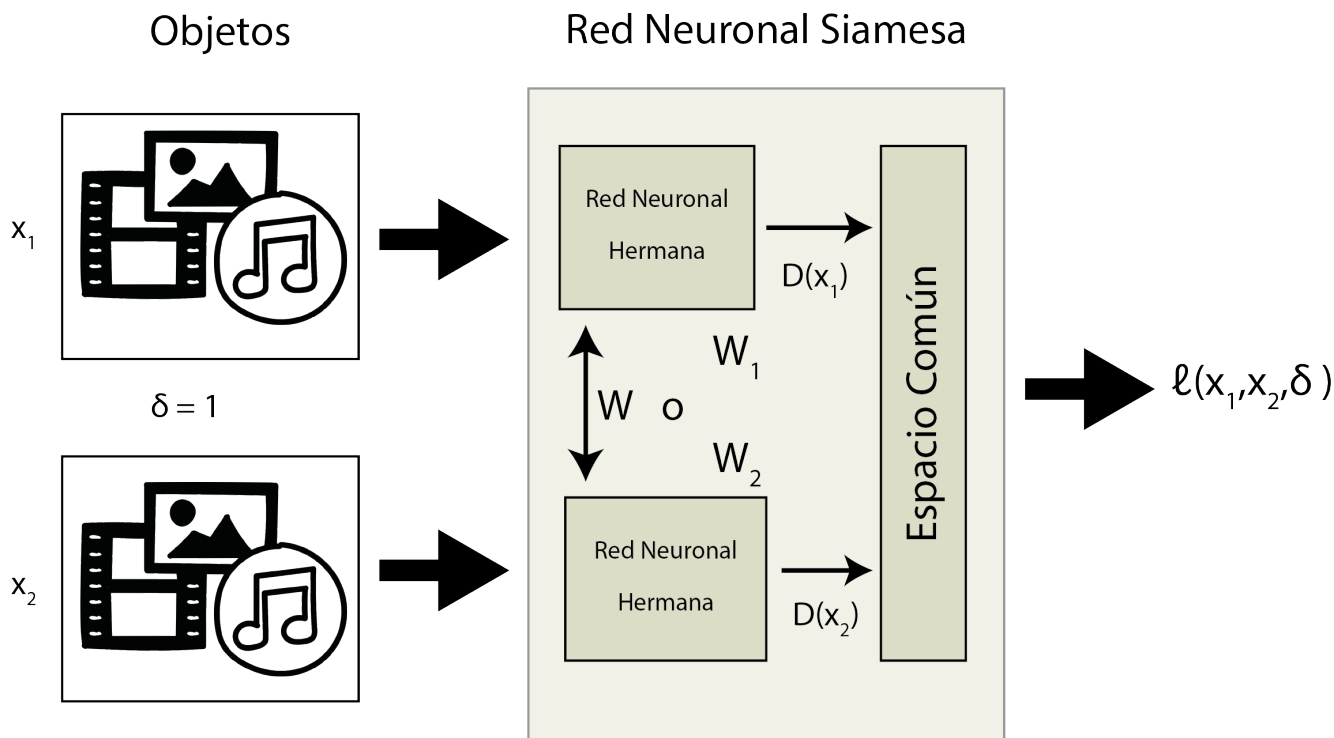 Objetos
Red Neuronal Siamesa
x₁
Red Neuronal
Hermana
D(x₁)
W₁
δ = 1
W o
W₂
Espacio Común
ℓ(x₁,x₂,δ )
x₂
Red Neuronal
Hermana
D(x₂)